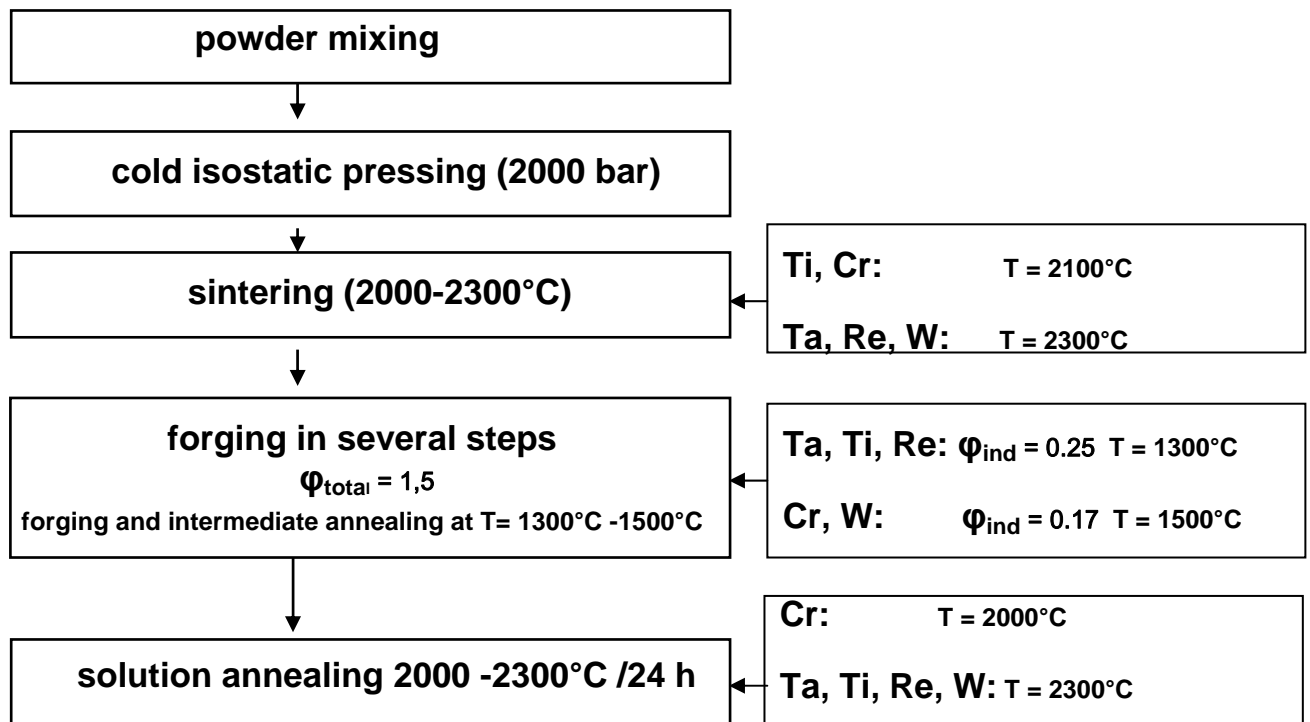 powder mixing
cold isostatic pressing (2000 bar)
sintering (2000-2300°C)
Ti, Cr: T = 2100°C
Ta, Re, W: T = 2300°C
forging in several steps
φtotal = 1,5
forging and intermediate annealing at T= 1300°C -1500°C
Ta, Ti, Re: φind = 0.25 T = 1300°C
Cr, W: φind = 0.17 T = 1500°C
solution annealing 2000 -2300°C /24 h
Cr: T = 2000°C
Ta, Ti, Re, W: T = 2300°C